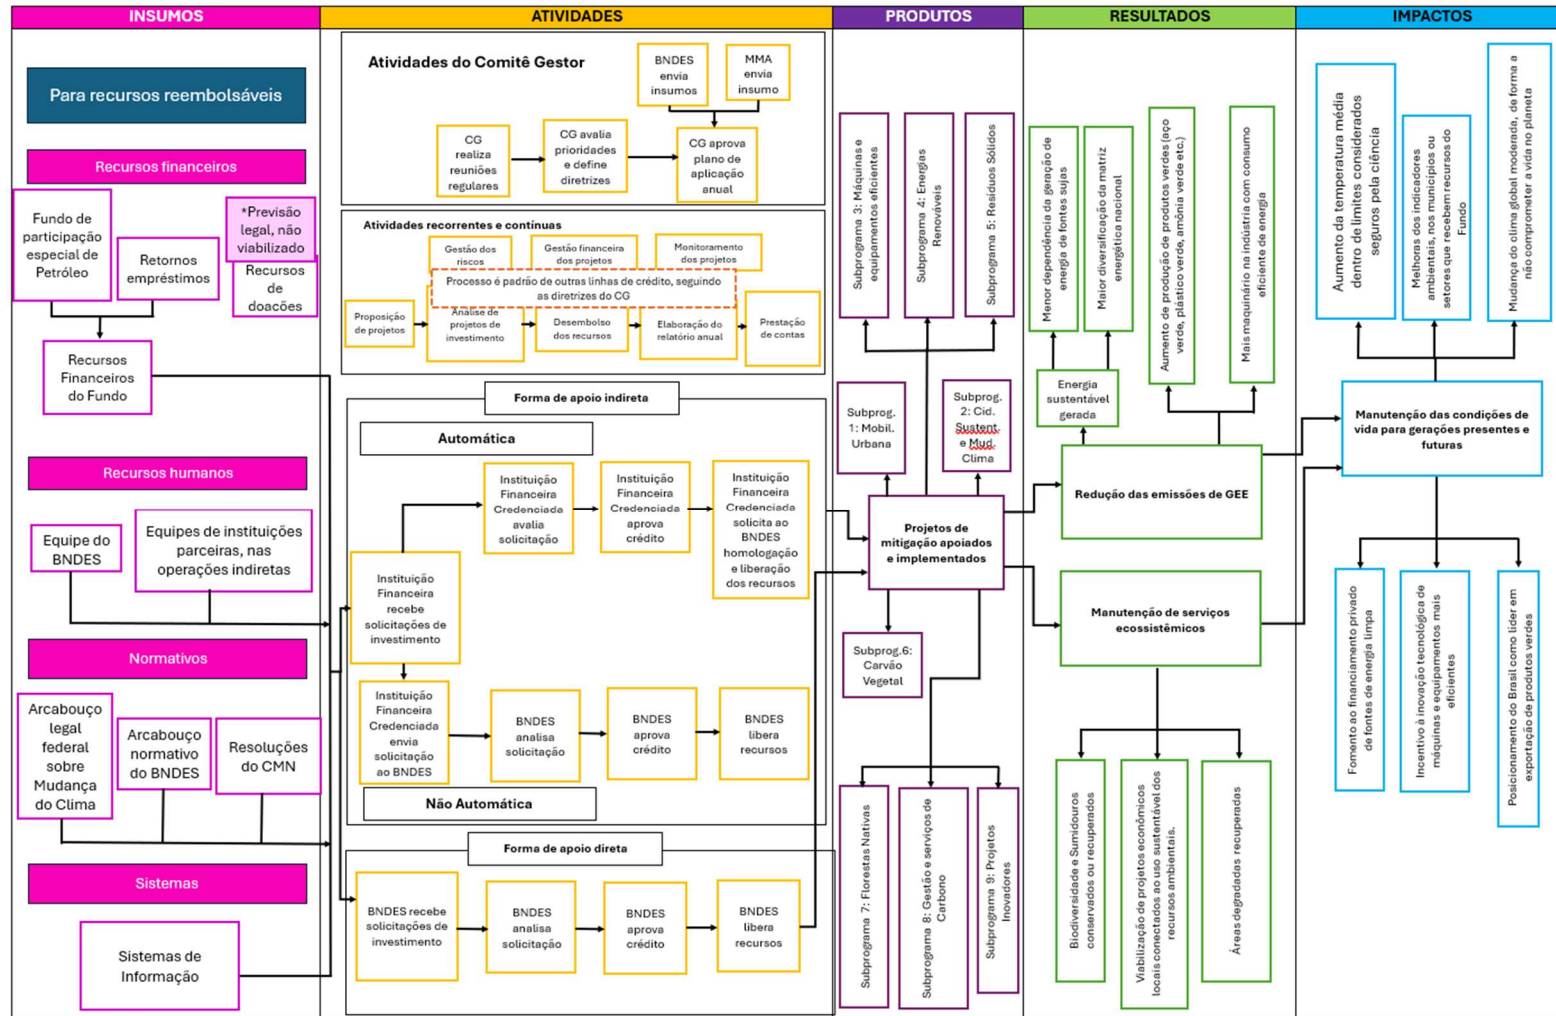 INSUMOS
ATIVIDADES
PRODUTOS
RESULTADOS
IMPACTOS
Para recursos reembolsáveis
Recursos financeiros
Fundo de
participação
especial de
Petróleo
Retornos
empréstimos
*Previsão
legal, não
viabilizado
Recursos
de
doações
Recursos
Financeiros
do Fundo
Recursos humanos
Equipe do
BNDES
Equipes de instituições
parceiras, nas
operações indiretas
Normativos
Arcabouço
legal
federal
sobre
Mudança
do Clima
Arcabouço
normativo
do BNDES
Resoluções
do CMN
Sistemas
Sistemas de
Informação
Atividades do Comitê Gestor
BNDES
envia
insumos
MMA
envia
insumo
CG
realiza
reuniões
regulares
CG avalia
prioridades
e define
diretrizes
CG aprova
plano de
aplicação
anual
Atividades recorrentes e contínuas
Gestão dos
riscos
Gestão financeira
dos projetos
Monitoramento
dos projetos
Processo é padrão de outras linhas de crédito, seguindo
as diretrizes do CG
Proposição
de projetos
Análise de
projetos de
investimento
Desembolso
dos recursos
Elaboração do
relatório anual
Prestação
de contas
Forma de apoio indireta
Automática
Instituição
Financeira
Credenciada
avalia
solicitação
Instituição
Financeira
Credenciada
aprova
crédito
Instituição
Financeira
Credenciada
solicita ao
BNDES
homologação
e liberação
dos recursos
Instituição
Financeira
recebe
solicitações de
investimento
Instituição
Financeira
Credenciada
envia
solicitação
ao BNDES
BNDES
analisa
solicitação
BNDES
aprova
crédito
BNDES
libera
recursos
Não Automática
Forma de apoio direta
BNDES recebe
solicitações de
investimento
BNDES
analisa
solicitação
BNDES
aprova
crédito
BNDES
libera
recursos
Subprograma 3: Máquinas e
equipamentos eficientes
Subprograma 4: Energias
Renováveis
Subprograma 5: Resíduos Sólidos
Subprog.
1: Mobil.
Urbana
Subprog.
2: Cid.
Sustent.
e Mud.
Clima
Projetos de
mitigação apoiados
e implementados
Subprog.6:
Carvão
Vegetal
Subprograma 7: Florestas Nativas
Subprograma 8: Gestão e serviços de
Carbono
Subprograma 9: Projetos
Inovadores
Menor dependência da geração de
energia de fontes sujas
Maior diversificação da matriz
energética nacional
Aumento de produção de produtos verdes (aço
verde, plástico verde, amônia verde etc.)
Mais maquinário na indústria com consumo
eficiente de energia
Energia
sustentável
gerada
Redução das emissões de GEE
Manutenção de serviços
ecossistêmicos
Biodiversidade e Sumidouros
conservados ou recuperados
Viabilização de projetos econômicos
locais conectados ao uso sustentável dos
recursos ambientais.
Áreas degradadas recuperadas
Aumento da temperatura média
dentro de limites considerados
seguros pela ciência
Melhoras dos indicadores
ambientais, nos municípios ou
setores que recebem recursos do
Fundo
Mudança do clima global moderada, de forma a
não comprometer a vida no planeta
Manutenção das condições de
vida para gerações presentes e
futuras
Fomento ao financiamento privado
de fontes de energia limpa
Incentivo à inovação tecnológica de
máquinas e equipamentos mais
eficientes
Posicionamento do Brasil como líder em
exportação de produtos verdes